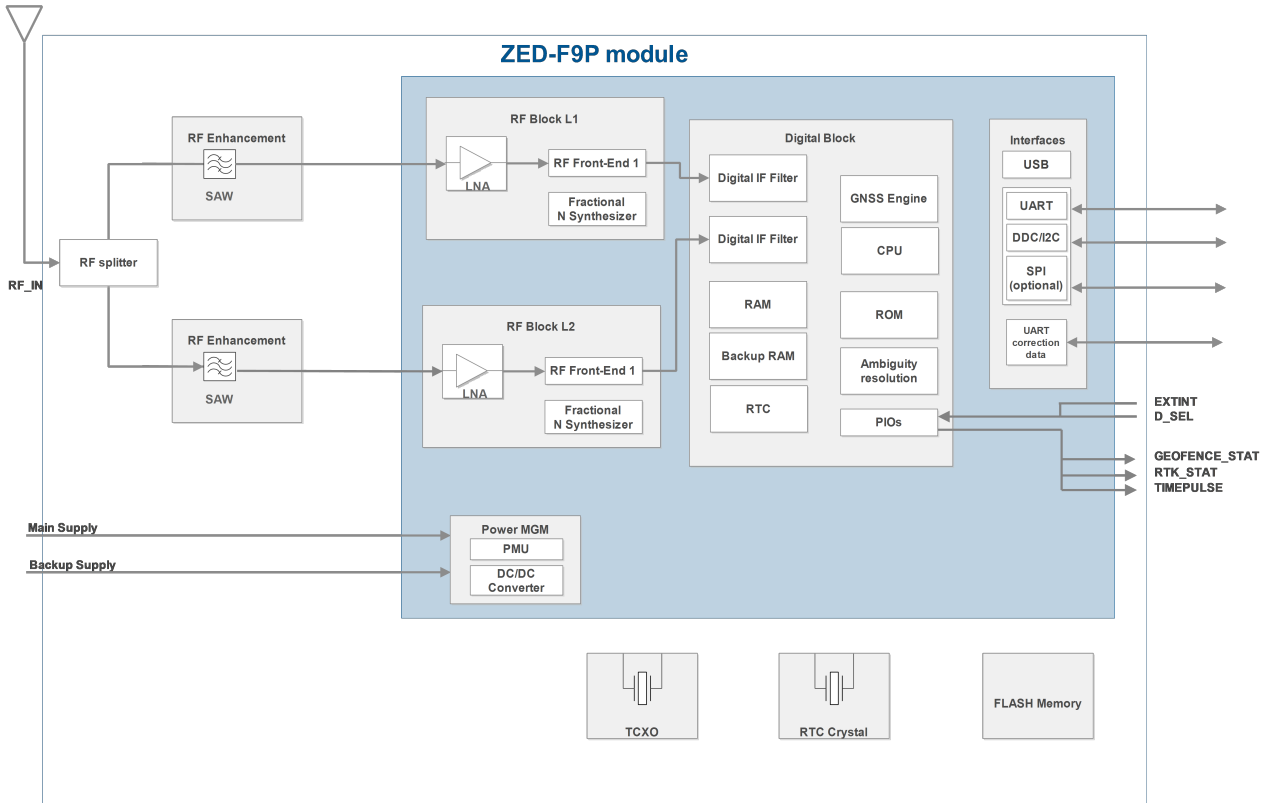 ZED-F9P module
RF_IN
RF splitter
RF Enhancement
SAW
RF Enhancement
SAW
RF Block L1
LNA
RF Front-End 1
Fractional
N Synthesizer
RF Block L2
LNA
RF Front-End 1
Fractional
N Synthesizer
Digital Block
Digital IF Filter
Digital IF Filter
RAM
Backup RAM
RTC
GNSS Engine
CPU
ROM
Ambiguity
resolution
PIOs
Interfaces
USB
UART
DDC/I2C
SPI
(optional)
UART
correction
data
EXTINT
D_SEL
GEOFENCE_STAT
RTK_STAT
TIMEPULSE
Main Supply
Backup Supply
Power MGM
PMU
DC/DC
Converter
TCXO
RTC Crystal
FLASH Memory